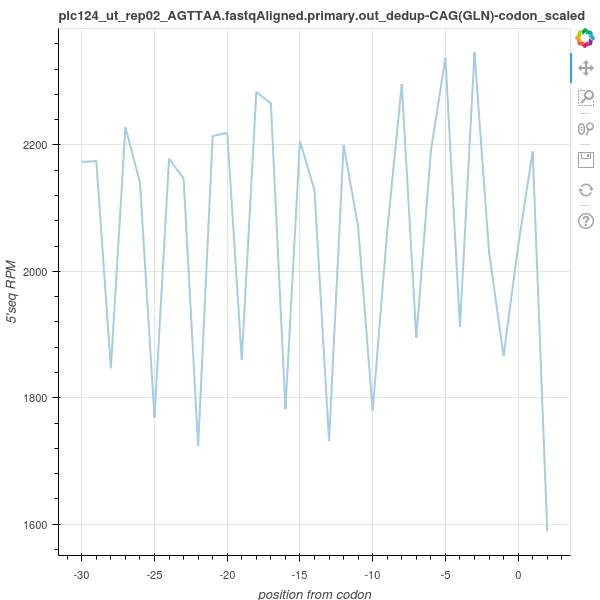 plc124_ut_rep02_AGTTAA.fastqAligned.primary.out_dedup-CAG(GLN)-codon_scaled
2200
2000
1800
1600
5'seq RPM
-30 -25 -20 -15 -10 -5 0
position from codon